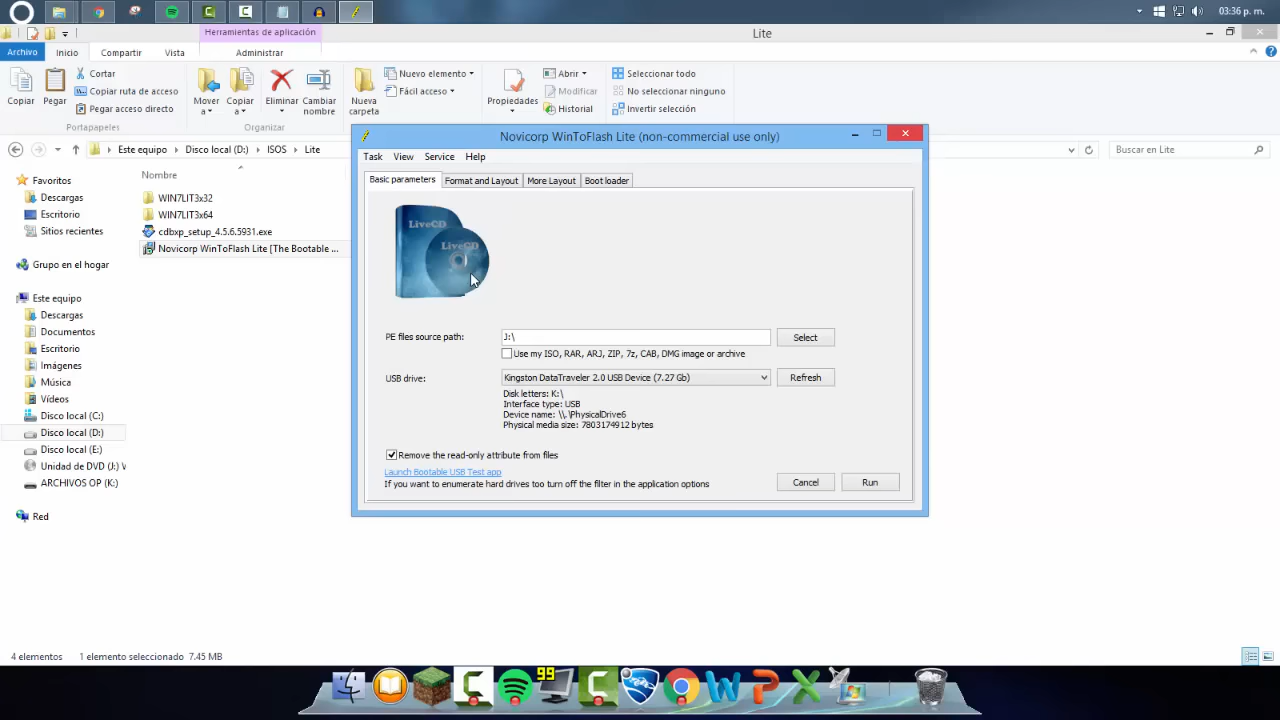 03:36 p. m.
Herramientas de aplicación
Lite
Archivo
Inicio
Compartir
Vista
Administrar
Copiar
Pegar
Cortar
Copiar ruta de acceso
Pegar acceso directo
Portapapeles
Mover a
Copiar a
Eliminar
Cambiar nombre
Organizar
Nueva carpeta
Nuevo elemento
Fácil acceso
Propiedades
Abrir
Modificar
Historial
Seleccionar todo
No seleccionar ninguno
Invertir selección
Equipo
Este equipo
Disco local (D:)
ISOS
Lite
Buscar en Lite
Favoritos
Descargas
Escritorio
Sitios recientes
Grupo en el hogar
Este equipo
Descargas
Documentos
Escritorio
Imágenes
Música
Vídeos
Disco local (C:)
Disco local (D:)
Disco local (E:)
Unidad de DVD (J:)
ARCHIVOS OP (K:)
Red
Nombre
WIN7LIT3x32
WIN7LIT3x64
cdbxp_setup_4.5.6.5931.exe
Novicorp WinToFlash Lite [The Bootable ...
Novicorp WinToFlash Lite (non-commercial use only)
Task
View
Service
Help
Basic parameters
Format and Layout
More Layout
Boot loader
LiveCD
LiveCD
PE files source path:
J:\
Select
Use my ISO, RAR, ARJ, ZIP, 7z, CAB, DMG image or archive
USB drive:
Kingston DataTraveler 2.0 USB Device (7.27 Gb)
Refresh
Disk letters: K:\
Interface type: USB
Device name: \\.\PhysicalDrive6
Physical media size: 7803174912 bytes
Remove the read-only attribute from files
Launch Bootable USB Test app
If you want to enumerate hard drives too turn off the filter in the application options
Cancel
Run
4 elementos
1 elemento seleccionado 7.45 MB
99